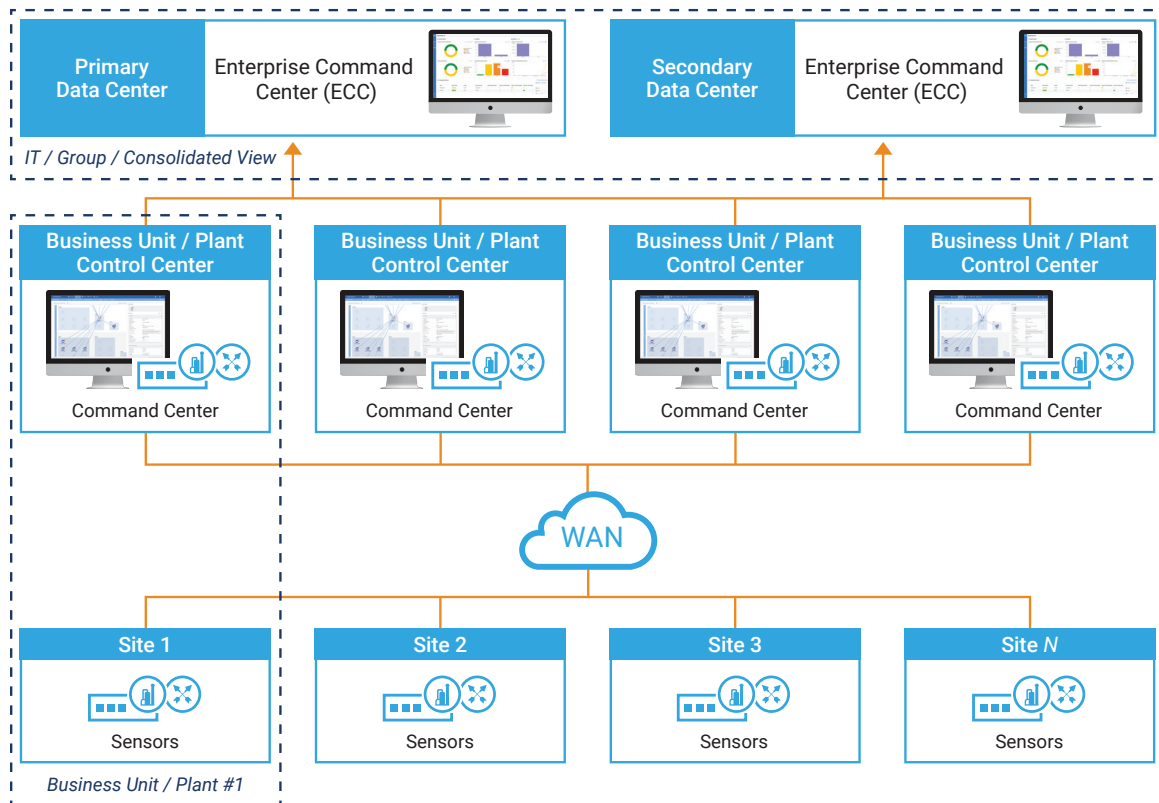 Primary
Data Center
Enterprise Command
Center (ECC)
Secondary
Data Center
Enterprise Command
Center (ECC)
IT / Group / Consolidated View
Business Unit / Plant
Control Center
Command Center
Business Unit / Plant
Control Center
Command Center
Business Unit / Plant
Control Center
Command Center
Business Unit / Plant
Control Center
Command Center
WAN
Site 1
Sensors
Site 2
Sensors
Site 3
Sensors
Site N
Sensors
Business Unit / Plant #1